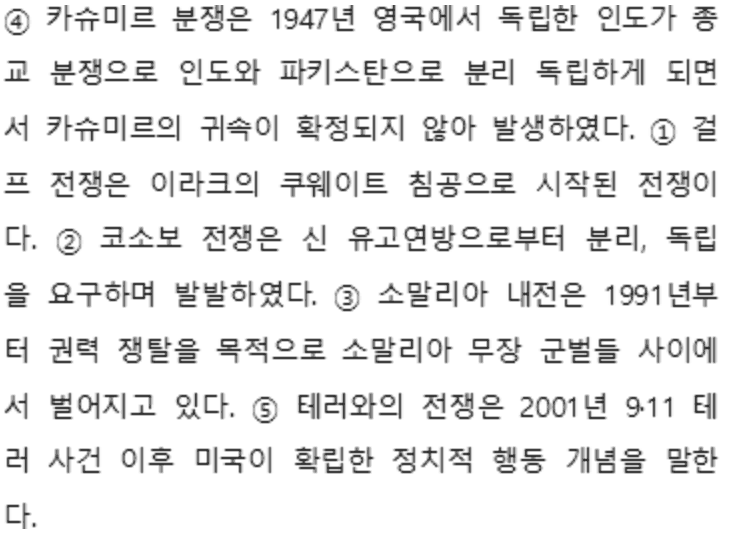 ④ 카슈미르 분쟁은 1947년 영국에서 독립한 인도가 종
교 분쟁으로 인도와 파키스탄으로 분리 독립하게 되면
서 카슈미르의 귀속이 확정되지 않아 발생하였다. ① 걸
프 전쟁은 이라크의 쿠웨이트 침공으로 시작된 전쟁이
다. ② 코소보 전쟁은 신 유고연방으로부터 분리, 독립
을 요구하며 발발하였다. ③ 소말리아 내전은 1991년부
터 권력 쟁탈을 목적으로 소말리아 무장 군벌들 사이에
서 벌어지고 있다. ⑤ 테러와의 전쟁은 2001년 9·11 테
러 사건 이후 미국이 확립한 정치적 행동 개념을 말한
다.